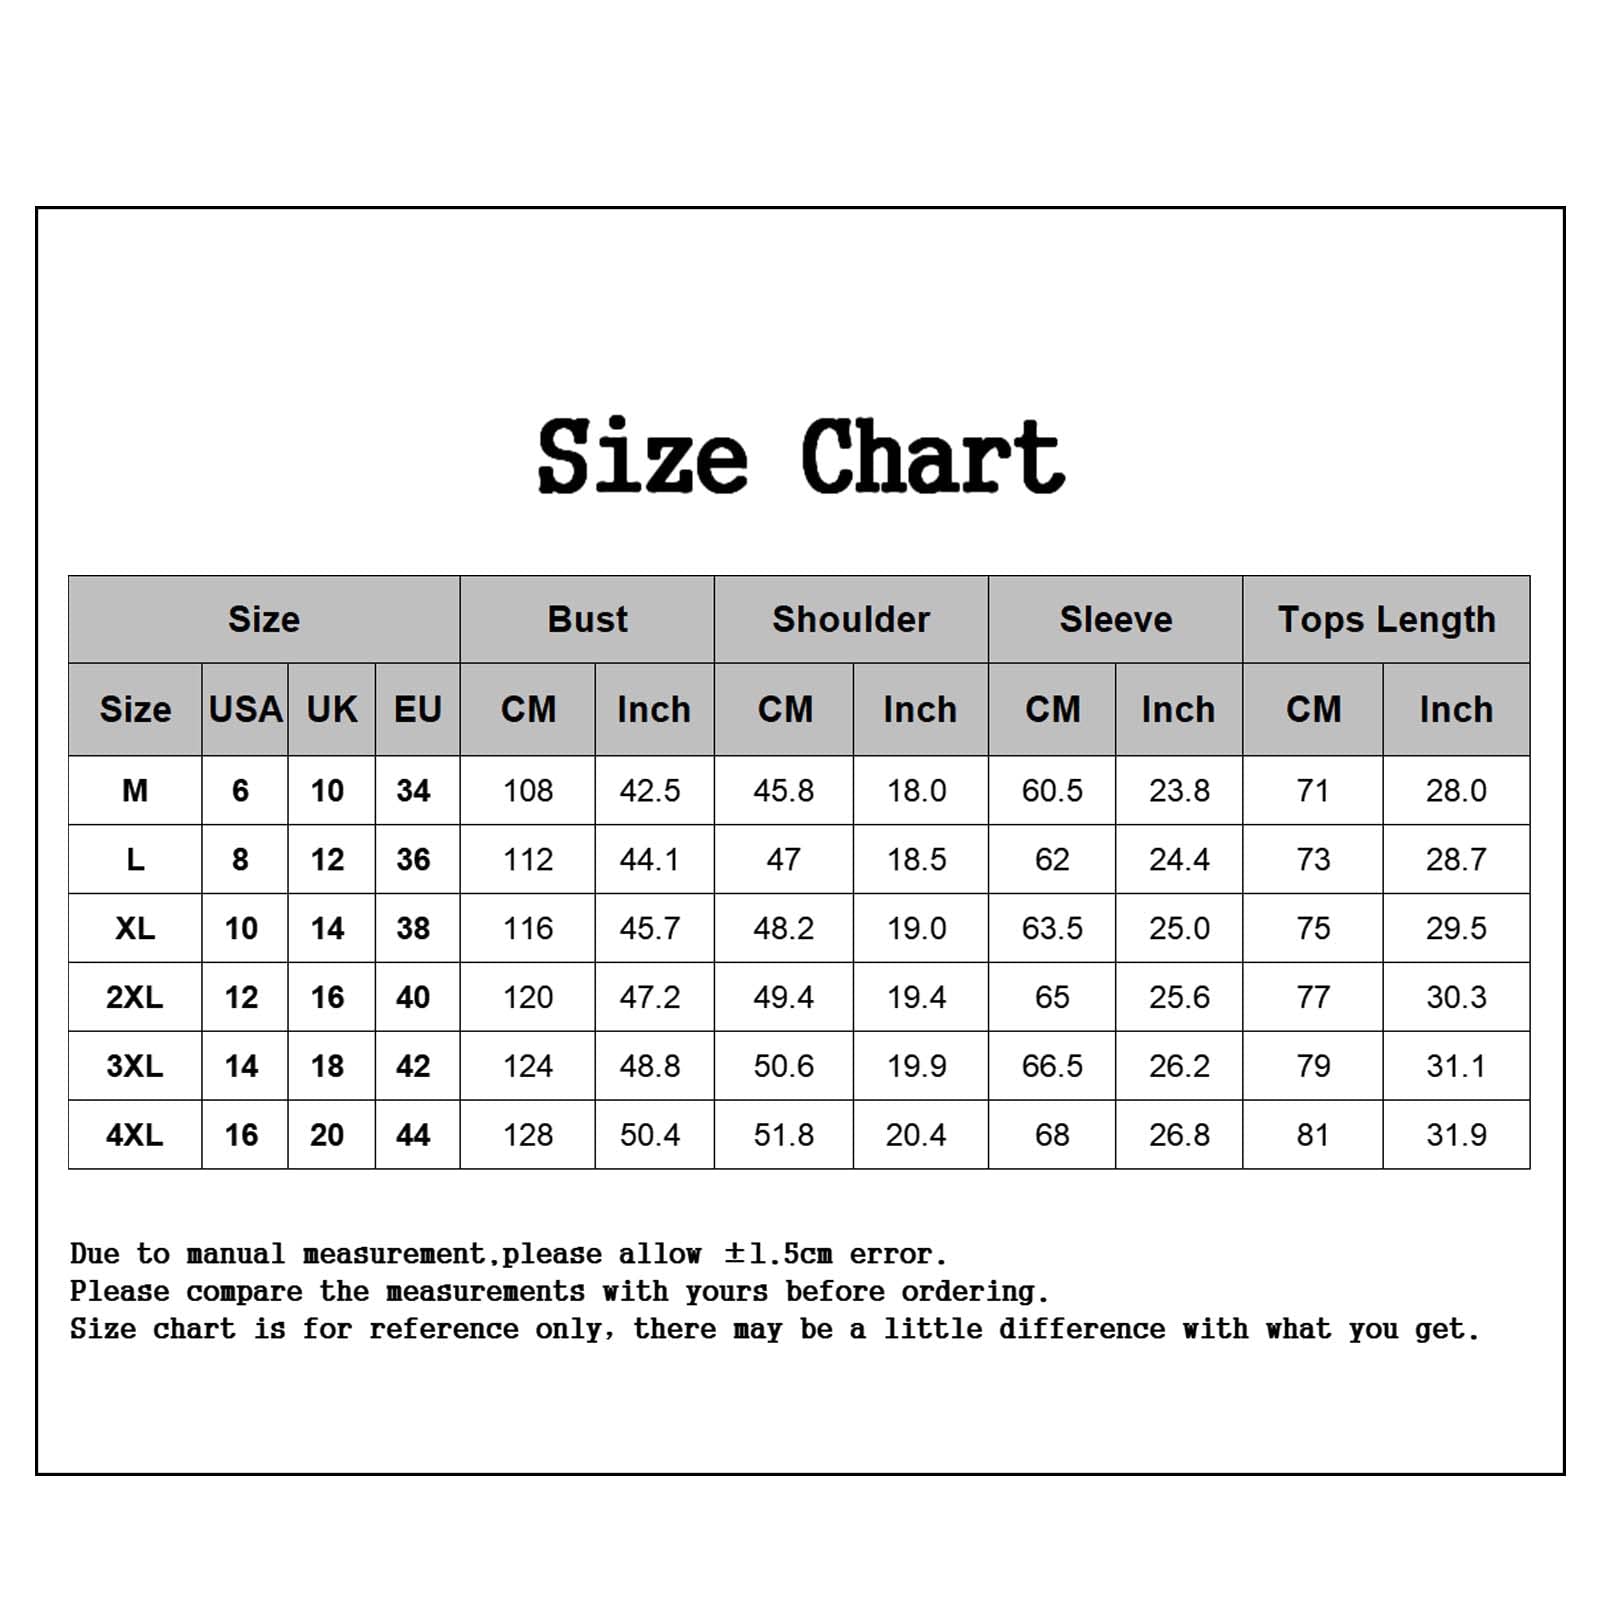 Size Chart
Size Bust Shoulder Sleeve Tops Length
Size USA UK EU CM Inch CM Inch CM Inch CM Inch
M 6 10 34 108 42.5 45.8 18.0 60.5 23.8 71 28.0
L 8 12 36 112 44.1 47 18.5 62 24.4 73 28.7
XL 10 14 38 116 45.7 48.2 19.0 63.5 25.0 75 29.5
2XL 12 16 40 120 47.2 49.4 19.4 65 25.6 77 30.3
3XL 14 18 42 124 48.8 50.6 19.9 66.5 26.2 79 31.1
4XL 16 20 44 128 50.4 51.8 20.4 68 26.8 81 31.9
Due to manual measurement,please allow ±1.5cm error.
Please compare the measurements with yours before ordering.
Size chart is for reference only, there may be a little difference with what you get.